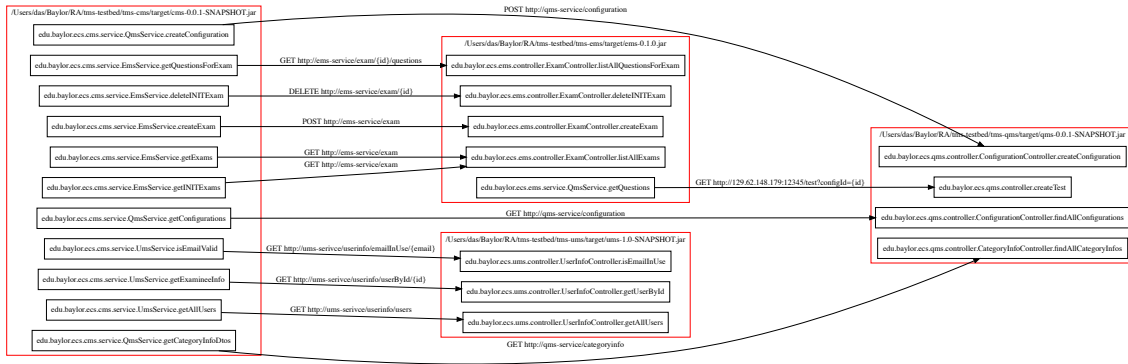 /Users/das/Baylor/RA/tms-testbed/tms-cms/target/cms-0.0.1-SNAPSHOT.jar
edu.baylor.ecs.cms.service.QmsService.createConfiguration
edu.baylor.ecs.cms.service.EmsService.getQuestionsForExam
edu.baylor.ecs.cms.service.EmsService.deleteINITExam
edu.baylor.ecs.cms.service.EmsService.createExam
edu.baylor.ecs.cms.service.EmsService.getExams
edu.baylor.ecs.cms.service.EmsService.getINITExams
edu.baylor.ecs.cms.service.QmsService.getConfigurations
edu.baylor.ecs.cms.service.UmsService.isEmailValid
edu.baylor.ecs.cms.service.UmsService.getExamineeInfo
edu.baylor.ecs.cms.service.UmsService.getAllUsers
edu.baylor.ecs.cms.service.QmsService.getCategoryInfoDtos
POST http://qms-service/configuration
GET http://ems-service/exam/{id}/questions
DELETE http://ems-service/exam/{id}
POST http://ems-service/exam
GET http://ems-service/exam
GET http://ems-service/exam
GET http://qms-service/configuration
GET http://ums-serivce/userinfo/emailInUse/{email}
GET http://ums-serivce/userinfo/userById/{id}
GET http://ums-serivce/userinfo/users
GET http://qms-service/categoryinfo
/Users/das/Baylor/RA/tms-testbed/tms-ems/target/ems-0.1.0.jar
edu.baylor.ecs.ems.controller.ExamController.listAllQuestionsForExam
edu.baylor.ecs.ems.controller.ExamController.deleteINITExam
edu.baylor.ecs.ems.controller.ExamController.createExam
edu.baylor.ecs.ems.controller.ExamController.listAllExams
edu.baylor.ecs.ems.service.QmsService.getQuestions
GET http://129.62.148.179:12345/test?configId={id}
/Users/das/Baylor/RA/tms-testbed/tms-ums/target/ums-1.0-SNAPSHOT.jar
edu.baylor.ecs.ums.controller.UserInfoController.isEmailInUse
edu.baylor.ecs.ums.controller.UserInfoController.getUserById
edu.baylor.ecs.ums.controller.UserInfoController.getAllUsers
/Users/das/Baylor/RA/tms-testbed/tms-qms/target/qms-0.0.1-SNAPSHOT.jar
edu.baylor.ecs.qms.controller.ConfigurationController.createConfiguration
edu.baylor.ecs.qms.controller.createTest
edu.baylor.ecs.qms.controller.ConfigurationController.findAllConfigurations
edu.baylor.ecs.qms.controller.CategoryInfoController.findAllCategoryInfos